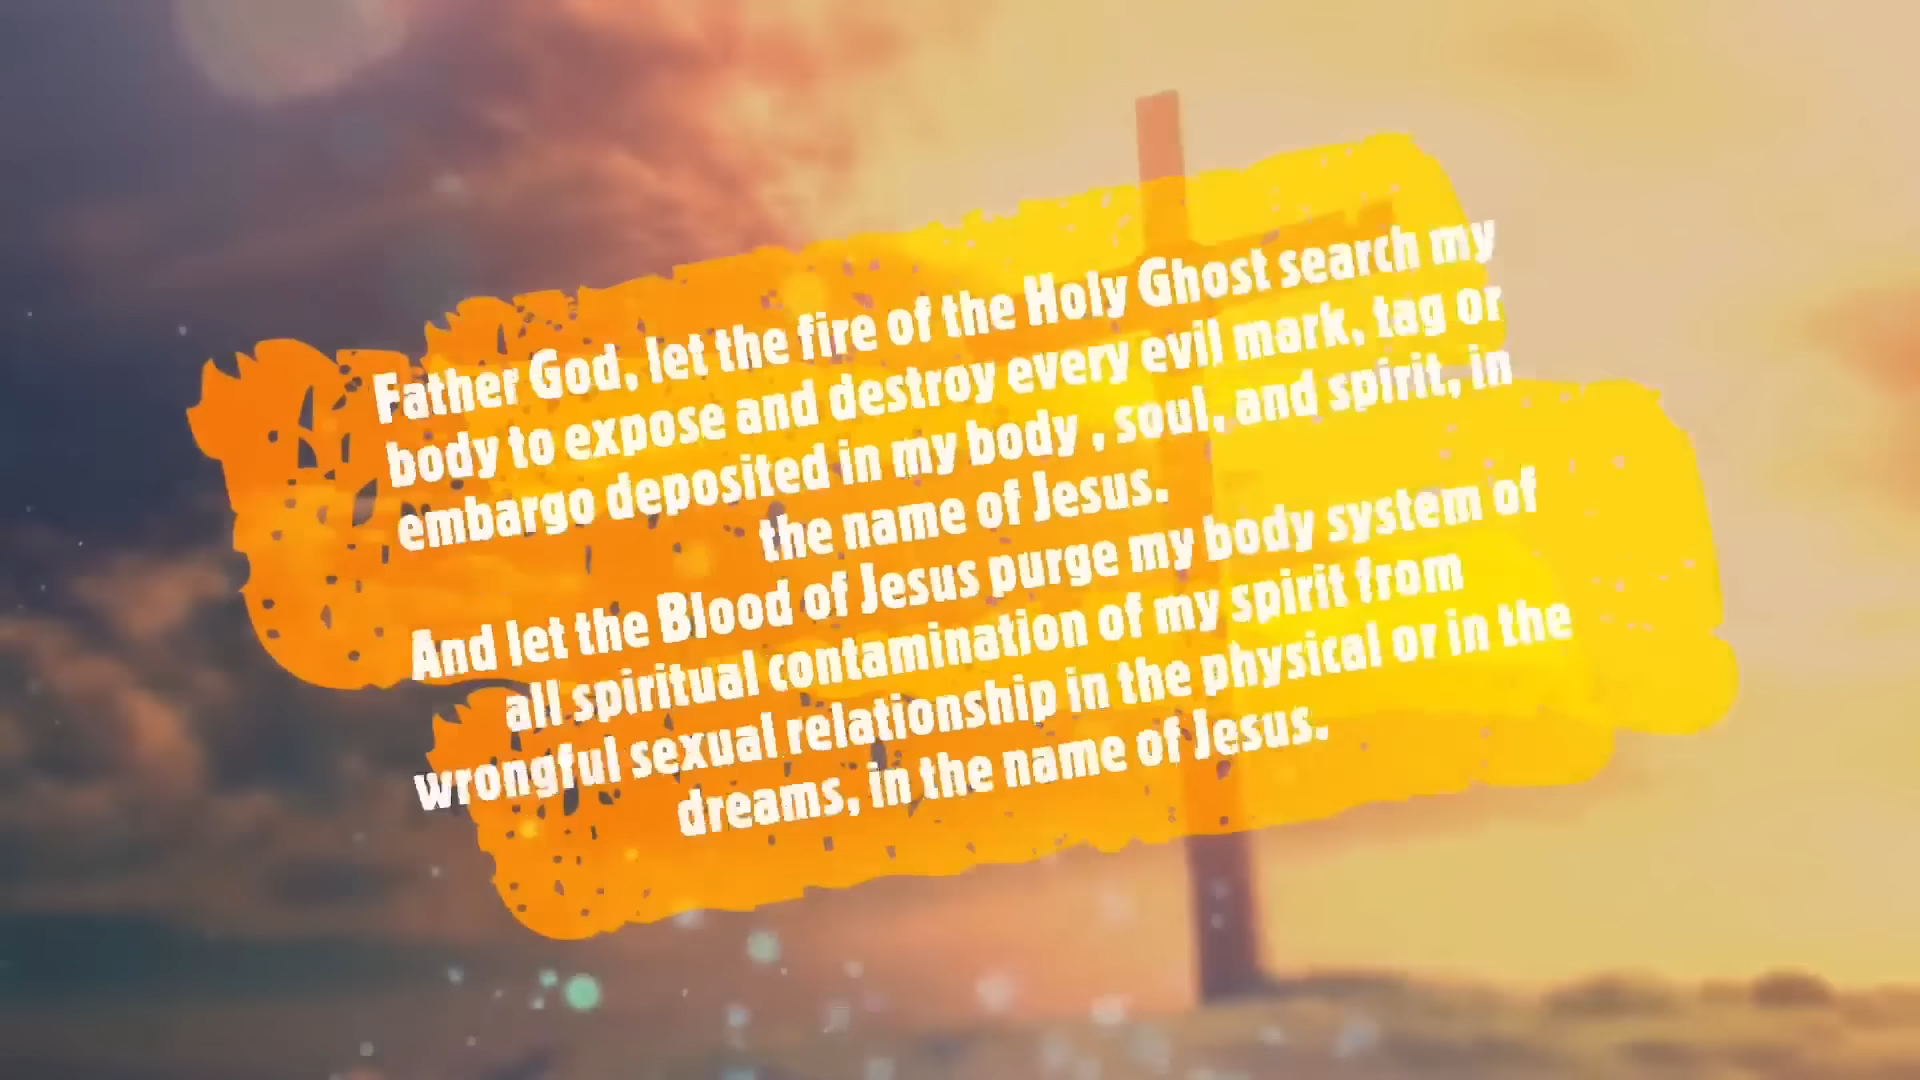 Father God, let the fire of the Holy Ghost search my
body to expose and destroy every evil mark, tag or
embargo deposited in my body , soul, and spirit, in
the name of Jesus.
And let the Blood of Jesus purge my body system of
all spiritual contamination of my spirit from
wrongful sexual relationship in the physical or in the
dreams, in the name of Jesus.